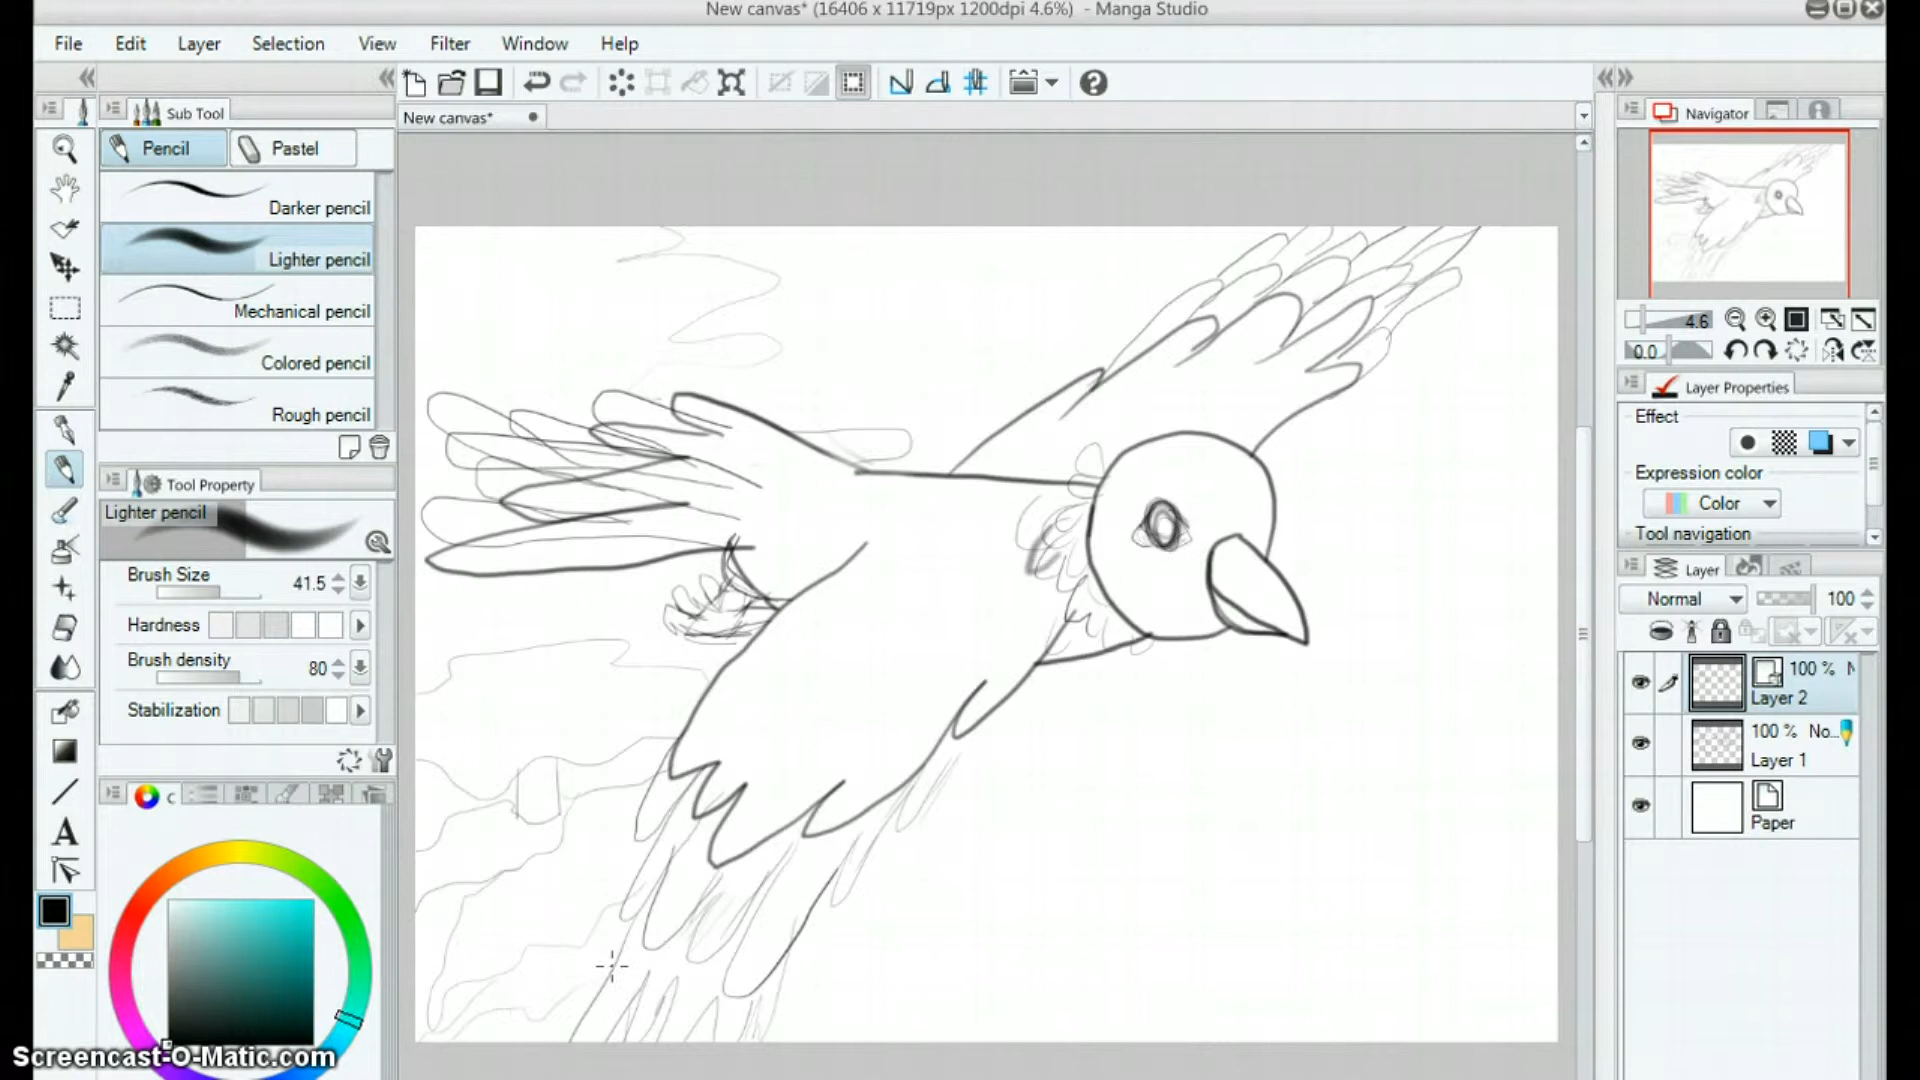 New canvas* (16406 x 11719px 1200dpi 4.6%) - Manga Studio
File Edit Layer Selection View Filter Window Help
Sub Tool
New canvas*
Navigator
Pencil Pastel
Darker pencil
Lighter pencil
Mechanical pencil
Colored pencil
Rough pencil
4.6
0.0
Layer Properties
Effect
Expression color
Color
Tool navigation
Tool Property
Lighter pencil
Brush Size 41.5
Hardness
Brush density 80
Stabilization
Layer
Normal 100
100 % N
Layer 2
100 % No...
Layer 1
Paper
C
A
Screencast-O-Matic.com